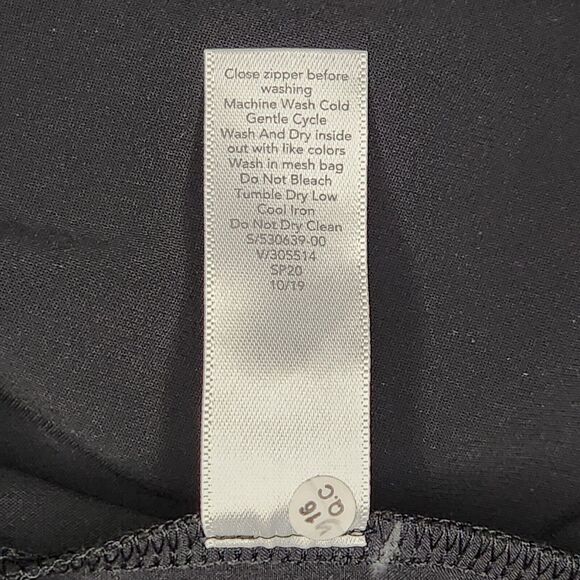 Close zipper before
washing
Machine Wash Cold
Gentle Cycle
Wash And Dry inside
out with like colors
Wash in mesh bag
Do Not Bleach
Tumble Dry Low
Cool Iron
Do Not Dry Clean
S/530639-00
V/305514
SP20
10/19
16
Q.C